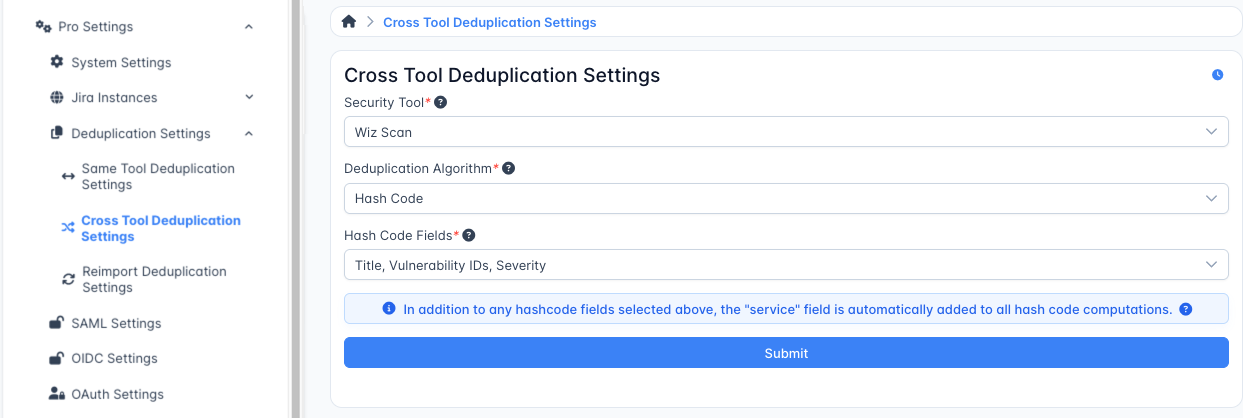 Pro Settings
System Settings
Jira Instances
Deduplication Settings
Same Tool Deduplication
Settings
Cross Tool Deduplication
Settings
Reimport Deduplication
Settings
SAML Settings
OIDC Settings
OAuth Settings
Cross Tool Deduplication Settings
Cross Tool Deduplication Settings
Security Tool*
Wiz Scan
Deduplication Algorithm*
Hash Code
Hash Code Fields*
Title, Vulnerability IDs, Severity
In addition to any hashcode fields selected above, the "service" field is automatically added to all hash code computations.
Submit